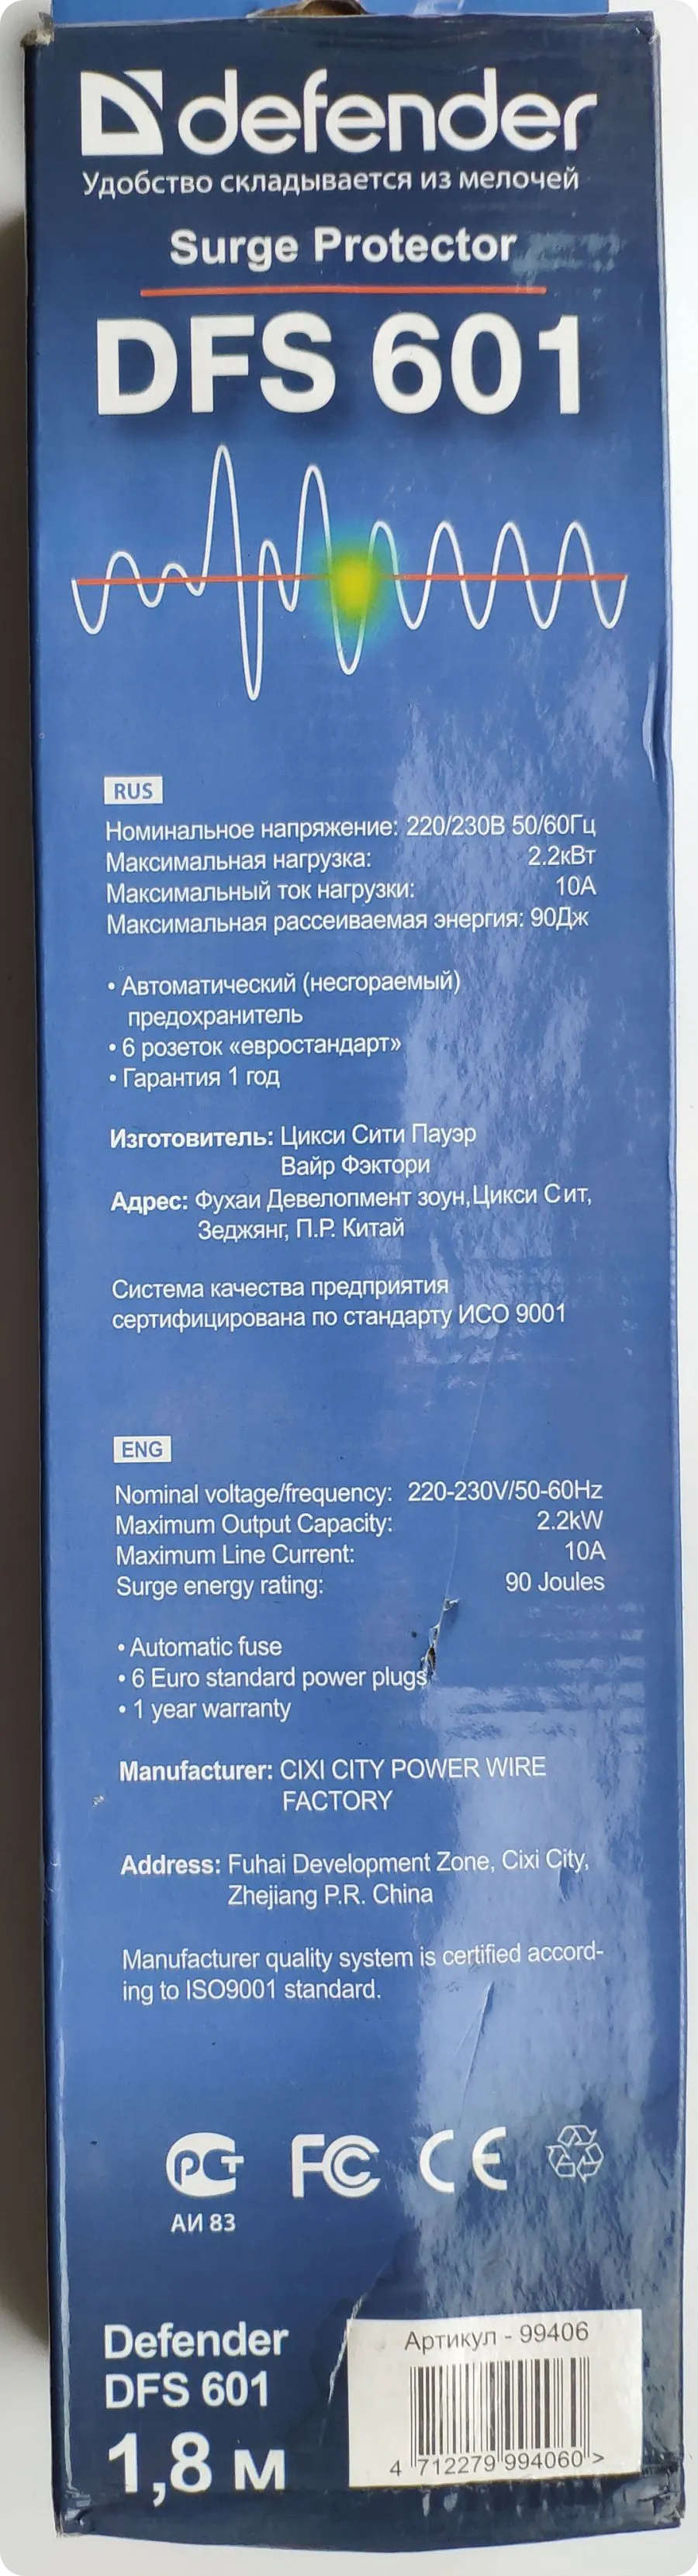 defender
Удобство складывается из мелочей
Surge Protector
DFS 601
RUS
Номинальное напряжение: 220/230В 50/60Гц
Максимальная нагрузка: 2.2кВт
Максимальный ток нагрузки: 10А
Максимальная рассеиваемая энергия: 90Дж
• Автоматический (несгораемый)
предохранитель
• 6 розеток «евростандарт»
• Гарантия 1 год
Изготовитель: Цикси Сити Пауэр
Вайр Фэктори
Адрес: Фухаи Девелопмент зоун,Цикси Сит,
Зеджянг, П.Р. Китай
Система качества предприятия
сертифицирована по стандарту ИСО 9001
ENG
Nominal voltage/frequency: 220-230V/50-60Hz
Maximum Output Capacity: 2.2kW
Maximum Line Current: 10A
Surge energy rating: 90 Joules
• Automatic fuse
• 6 Euro standard power plugs
• 1 year warranty
Manufacturer: CIXI CITY POWER WIRE
FACTORY
Address: Fuhai Development Zone, Cixi City,
Zhejiang P.R. China
Manufacturer quality system is certified accord-
ing to ISO9001 standard.
РСТ FC CE
АИ 83
Defender
DFS 601
1,8 м
Артикул - 99406
4 712279 994060 >